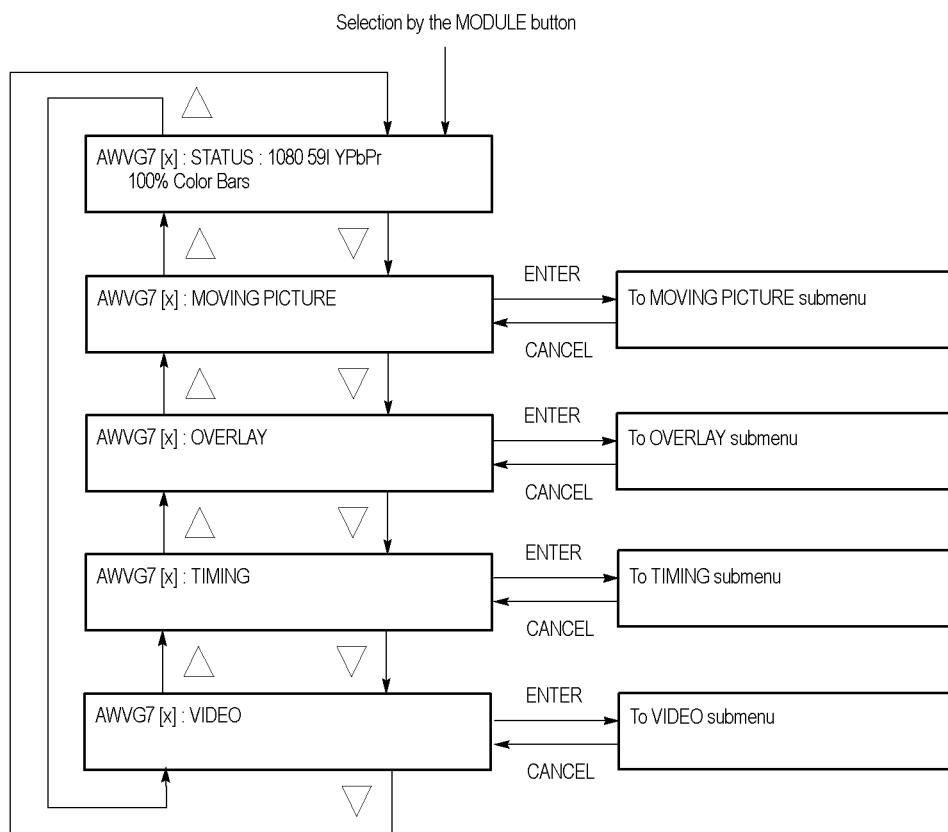 Selection by the MODULE button
AWVG7 [x] : STATUS : 1080 59I YPbPr
100% Color Bars
AWVG7 [x] : MOVING PICTURE
ENTER
To MOVING PICTURE submenu
CANCEL
AWVG7 [x] : OVERLAY
ENTER
To OVERLAY submenu
CANCEL
AWVG7 [x] : TIMING
ENTER
To TIMING submenu
CANCEL
AWVG7 [x] : VIDEO
ENTER
To VIDEO submenu
CANCEL